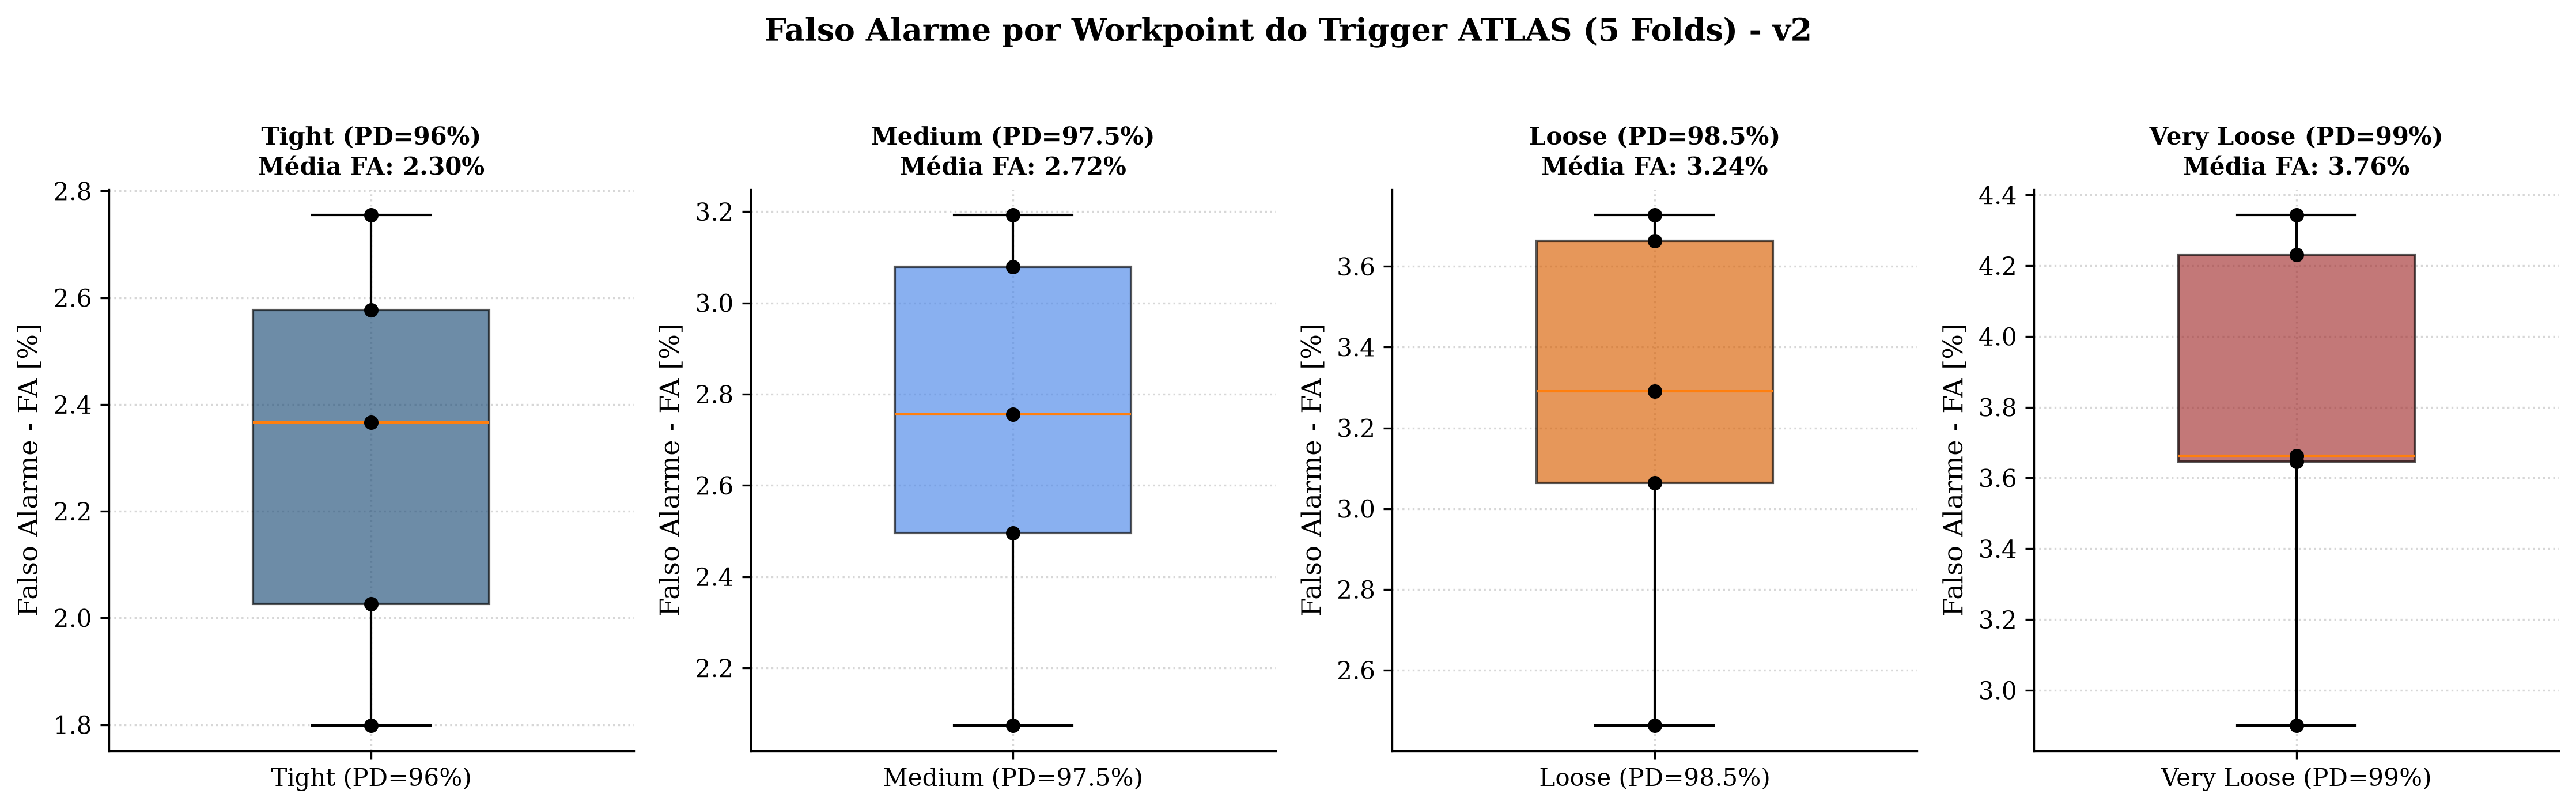 Falso Alarme por Workpoint do Trigger ATLAS (5 Folds) - v2
Tight (PD=96%)
Média FA: 2.30%
Falso Alarme - FA [%]
2.8
2.6
2.4
2.2
2.0
1.8
Tight (PD=96%)
Medium (PD=97.5%)
Média FA: 2.72%
Falso Alarme - FA [%]
3.2
3.0
2.8
2.6
2.4
2.2
Medium (PD=97.5%)
Loose (PD=98.5%)
Média FA: 3.24%
Falso Alarme - FA [%]
3.6
3.4
3.2
3.0
2.8
2.6
Loose (PD=98.5%)
Very Loose (PD=99%)
Média FA: 3.76%
Falso Alarme - FA [%]
4.4
4.2
4.0
3.8
3.6
3.4
3.2
3.0
Very Loose (PD=99%)